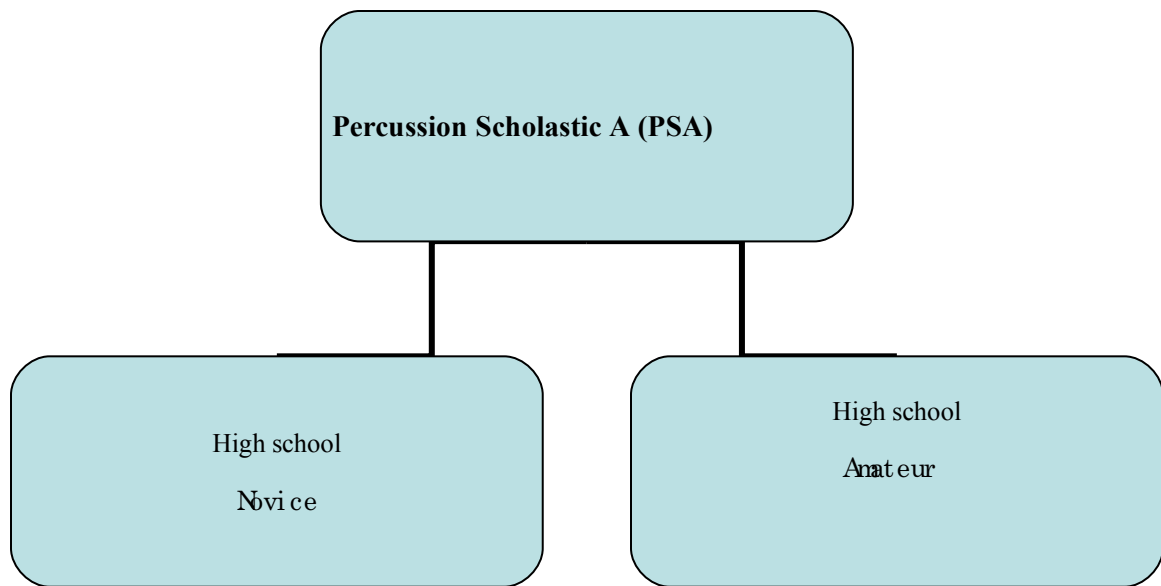 Percussion Scholastic A (PSA)
High school
Novice
High school
Amateur